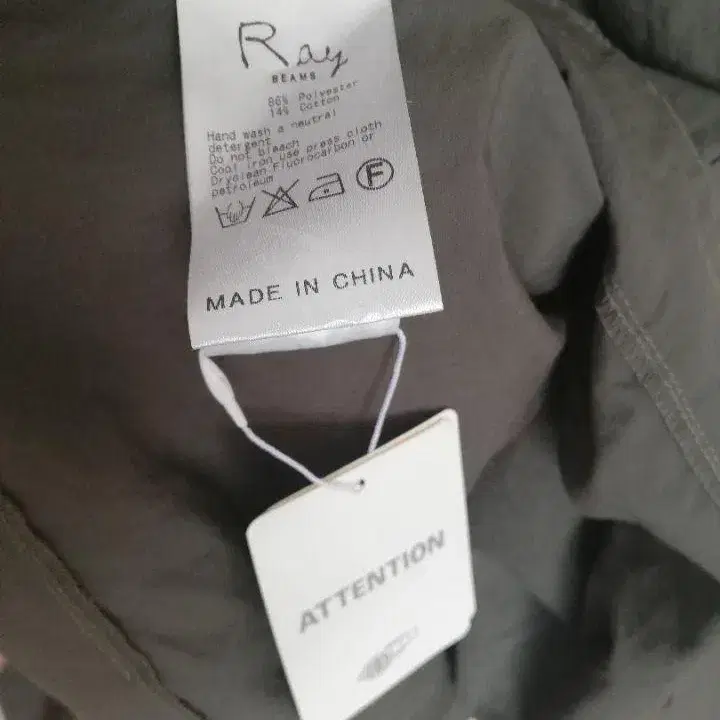 Ray
BEAMS
86% Polyester
14% Cotton
Hand wash a neutral
detergent
Do not bleach
Cool iron use press cloth
Dryclean Fluorocarbon or
petroleum
F
MADE IN CHINA
ATTENTION